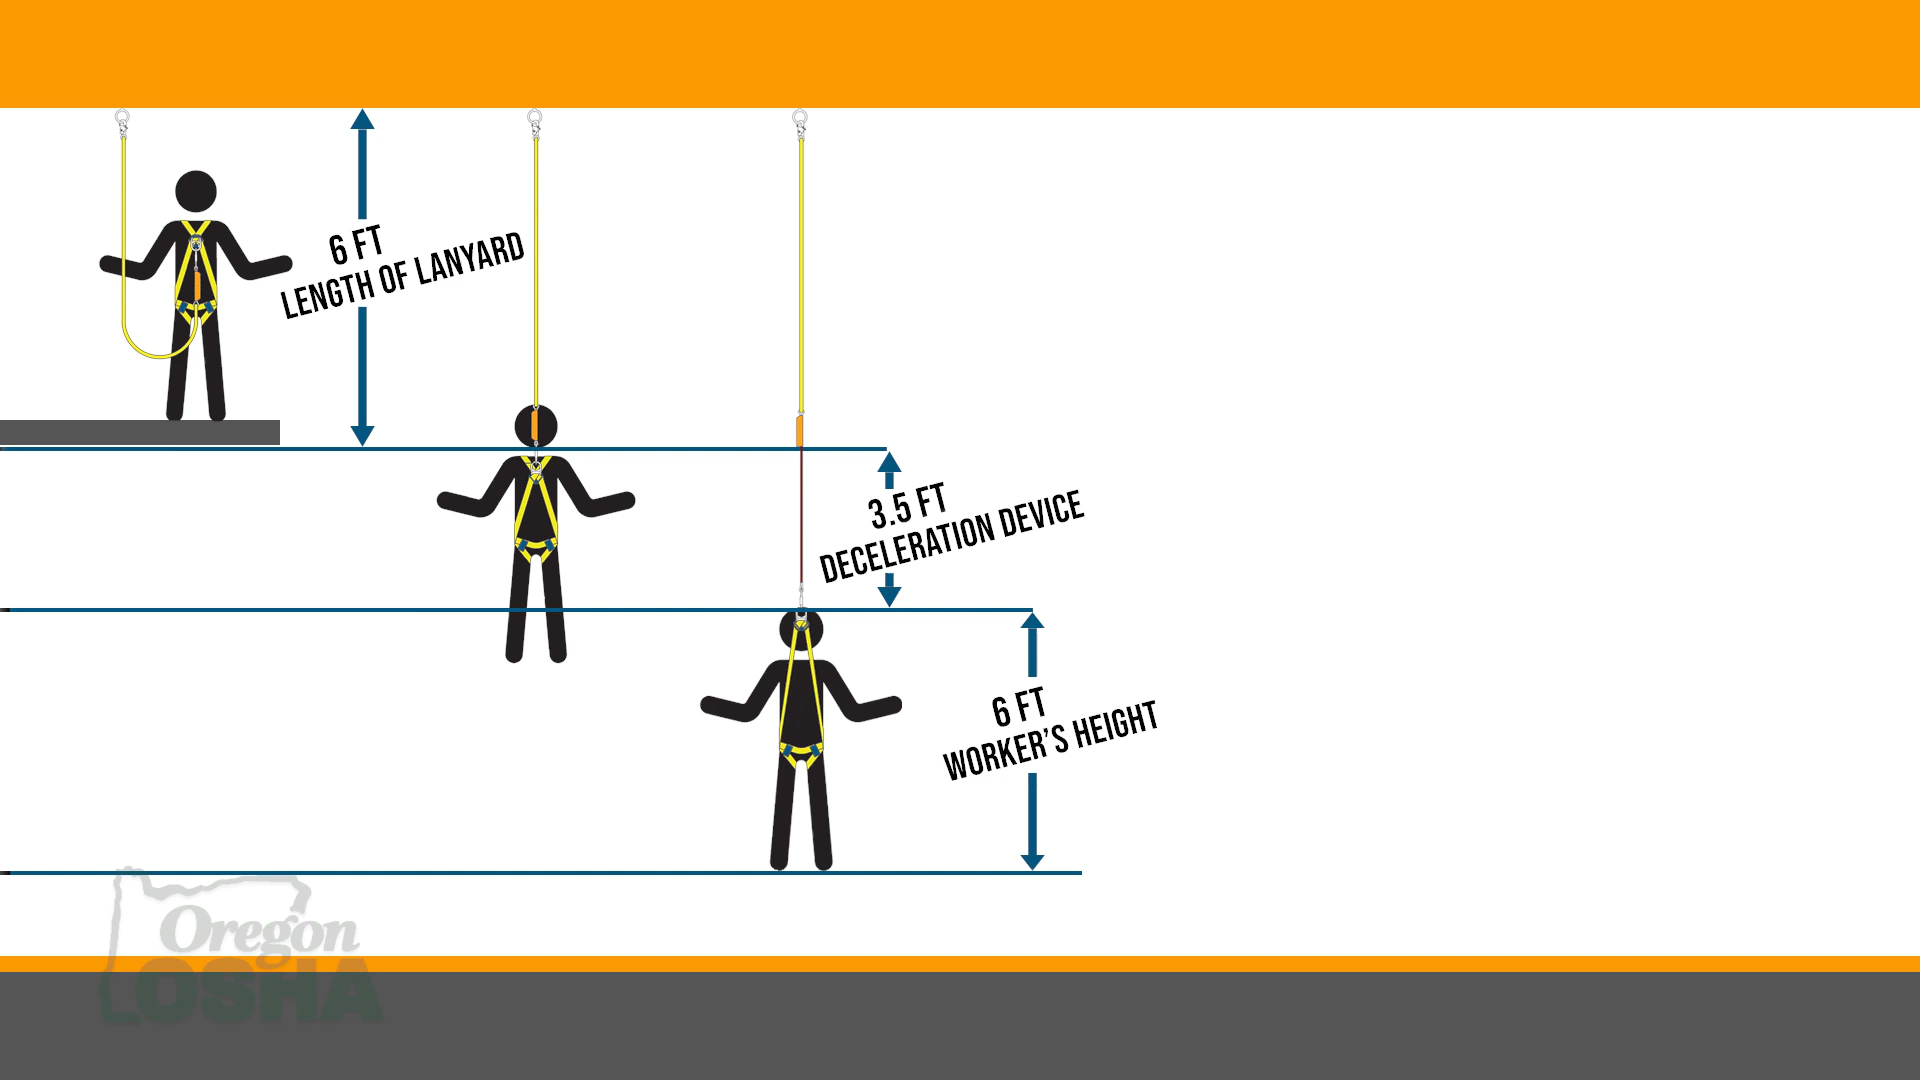 6 FT
LENGTH OF LANYARD
3.5 FT
DECELERATION DEVICE
6 FT
WORKER'S HEIGHT
Oregon
OSHA